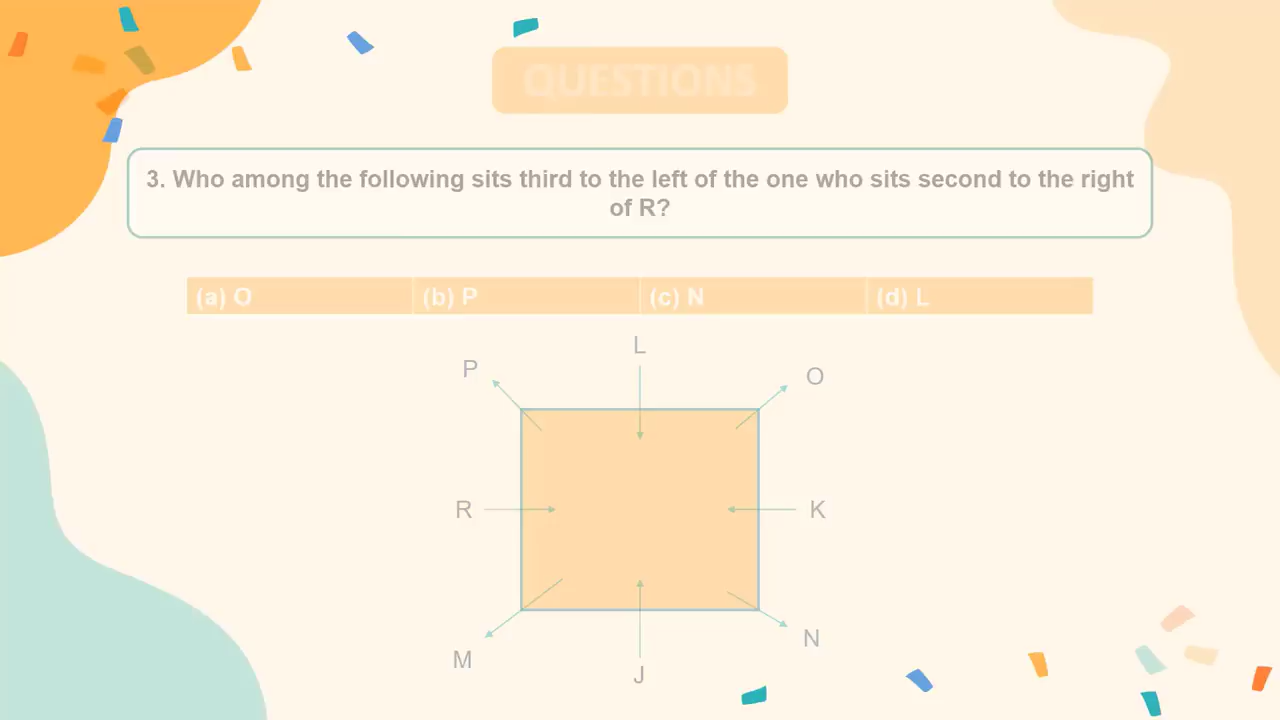 QUESTIONS
3. Who among the following sits third to the left of the one who sits second to the right
of R?
(a) O (b) P (c) N (d) L
L
P
O
R
K
N
M
J